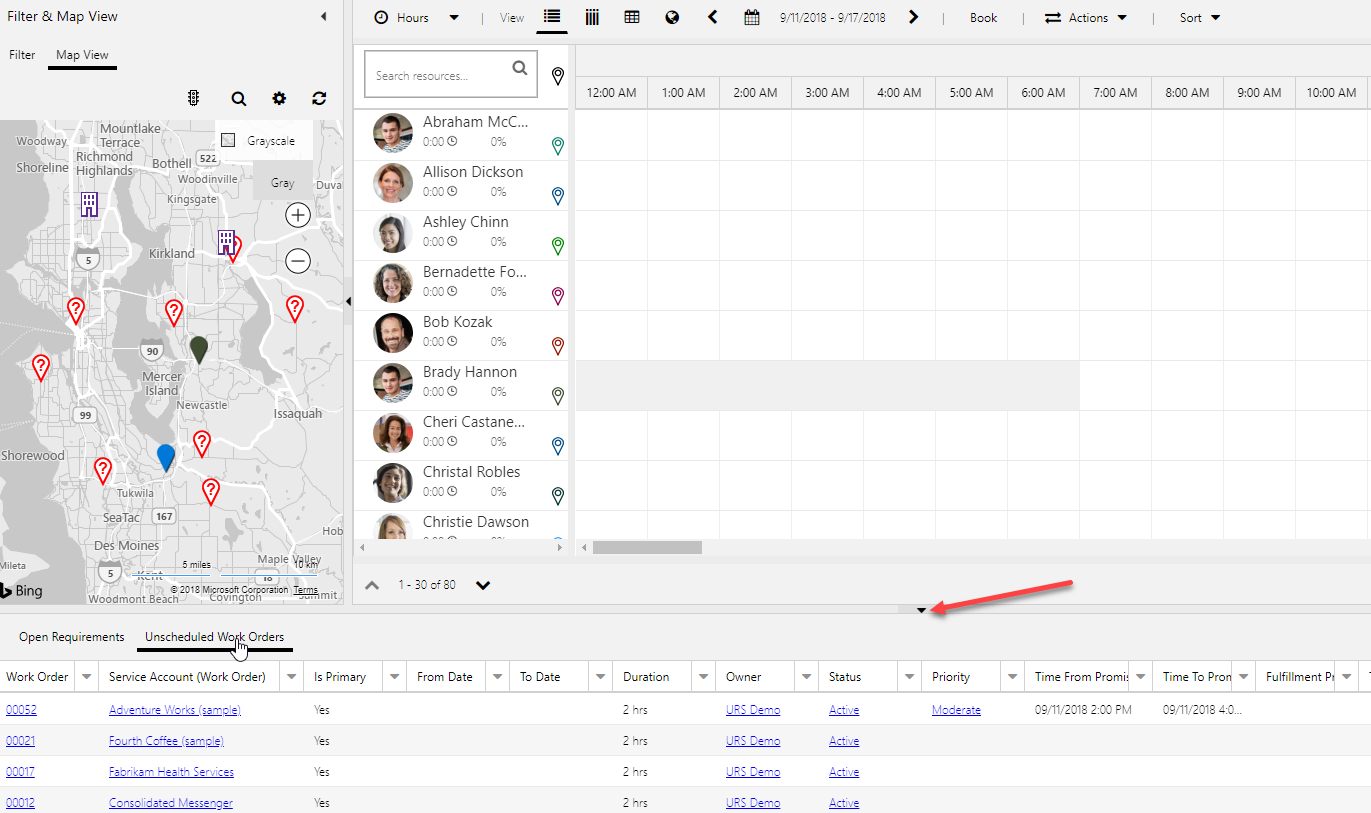 Filter & Map View
Filter Map View
Grayscale
Gray
Woodway
Mountlake
Terrace
Richmond
Highlands
Shoreline
Bothell
522
Woodinville
Duva
Kingsgate
5
Kirkland
90
Mercer
Island
Newcastle
Issaquah
99
Shorewood
Tukwila
SeaTac
167
Hob
Des Moines
Mileta
5
Kent
Maple Valley
18
5 miles 10 km
Bing
© 2018 Microsoft Corporation Terms
Woodmont Beach
Covington
Summit
Hours | View 9/11/2018 - 9/17/2018 | Book | Actions | Sort
Search resources...
12:00 AM 1:00 AM 2:00 AM 3:00 AM 4:00 AM 5:00 AM 6:00 AM 7:00 AM 8:00 AM 9:00 AM 10:00 AM
Abraham McC...
0:00 0%
Allison Dickson
0:00 0%
Ashley Chinn
0:00 0%
Bernadette Fo...
0:00 0%
Bob Kozak
0:00 0%
Brady Hannon
0:00 0%
Cheri Castane...
0:00 0%
Christal Robles
0:00 0%
Christie Dawson
1 - 30 of 80
Open Requirements Unscheduled Work Orders
Work Order Service Account (Work Order) Is Primary From Date To Date Duration Owner Status Priority Time From Promis Time To Prom Fulfillment Pr
00052 Adventure Works (sample) Yes 2 hrs URS Demo Active Moderate 09/11/2018 2:00 PM 09/11/2018 4:0...
00021 Fourth Coffee (sample) Yes 2 hrs URS Demo Active
00017 Fabrikam Health Services Yes 2 hrs URS Demo Active
00012 Consolidated Messenger Yes 2 hrs URS Demo Active